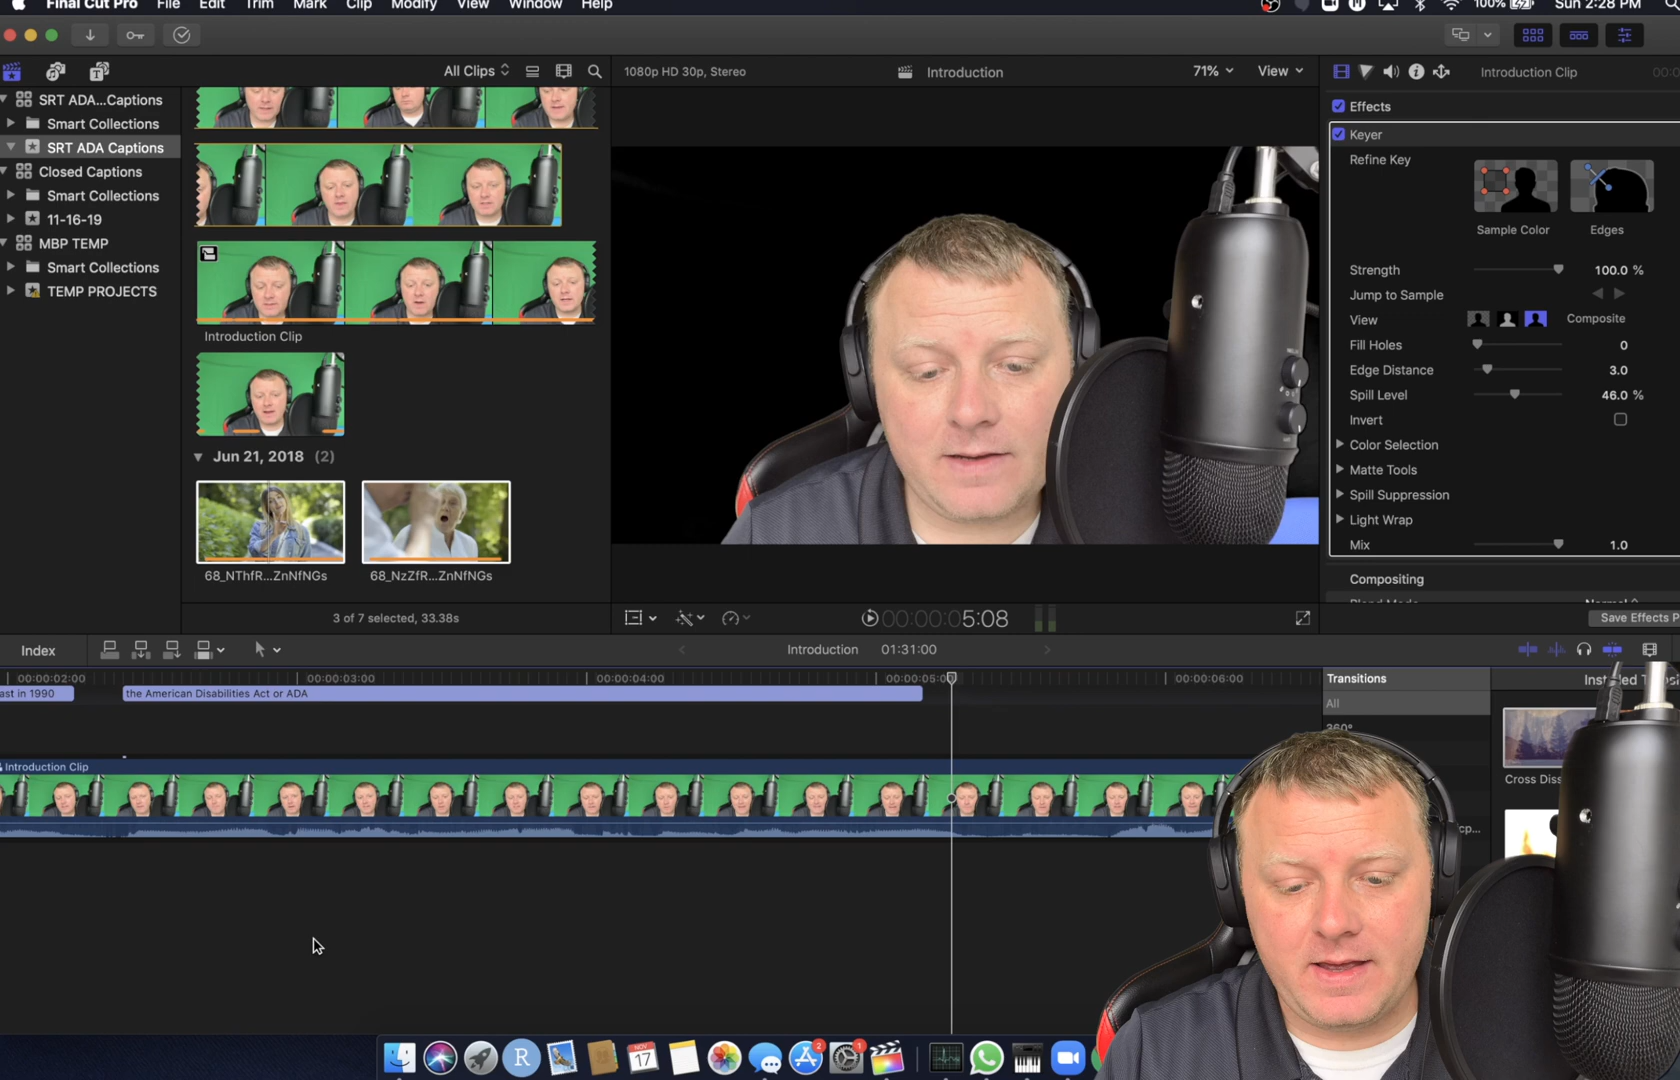 Final Cut Pro File Edit Trim Mark Clip Modify View Window Help 100% Sun 2:28 PM
All Clips 1080p HD 30p, Stereo Introduction 71% View Introduction Clip
SRT ADA...Captions
Smart Collections
SRT ADA Captions
Closed Captions
Smart Collections
11-16-19
MBP TEMP
Smart Collections
TEMP PROJECTS
Introduction Clip
Jun 21, 2018 (2)
68_NThfR...ZnNfNGs 68_NzZfR...ZnNfNGs
3 of 7 selected, 33.38s
00:00:00:05:08
Effects
Keyer
Refine Key
Sample Color Edges
Strength 100.0 %
Jump to Sample
View Composite
Fill Holes 0
Edge Distance 3.0
Spill Level 46.0 %
Invert
Color Selection
Matte Tools
Spill Suppression
Light Wrap
Mix 1.0
Compositing
Save Effects P
Index Introduction 01:31:00
00:00:02:00 00:00:03:00 00:00:04:00 00:00:06:00
ast in 1990 the American Disabilities Act or ADA
Introduction Clip
Transitions
All
360°
Cross Diss
cp...
R NOV 17 2 1